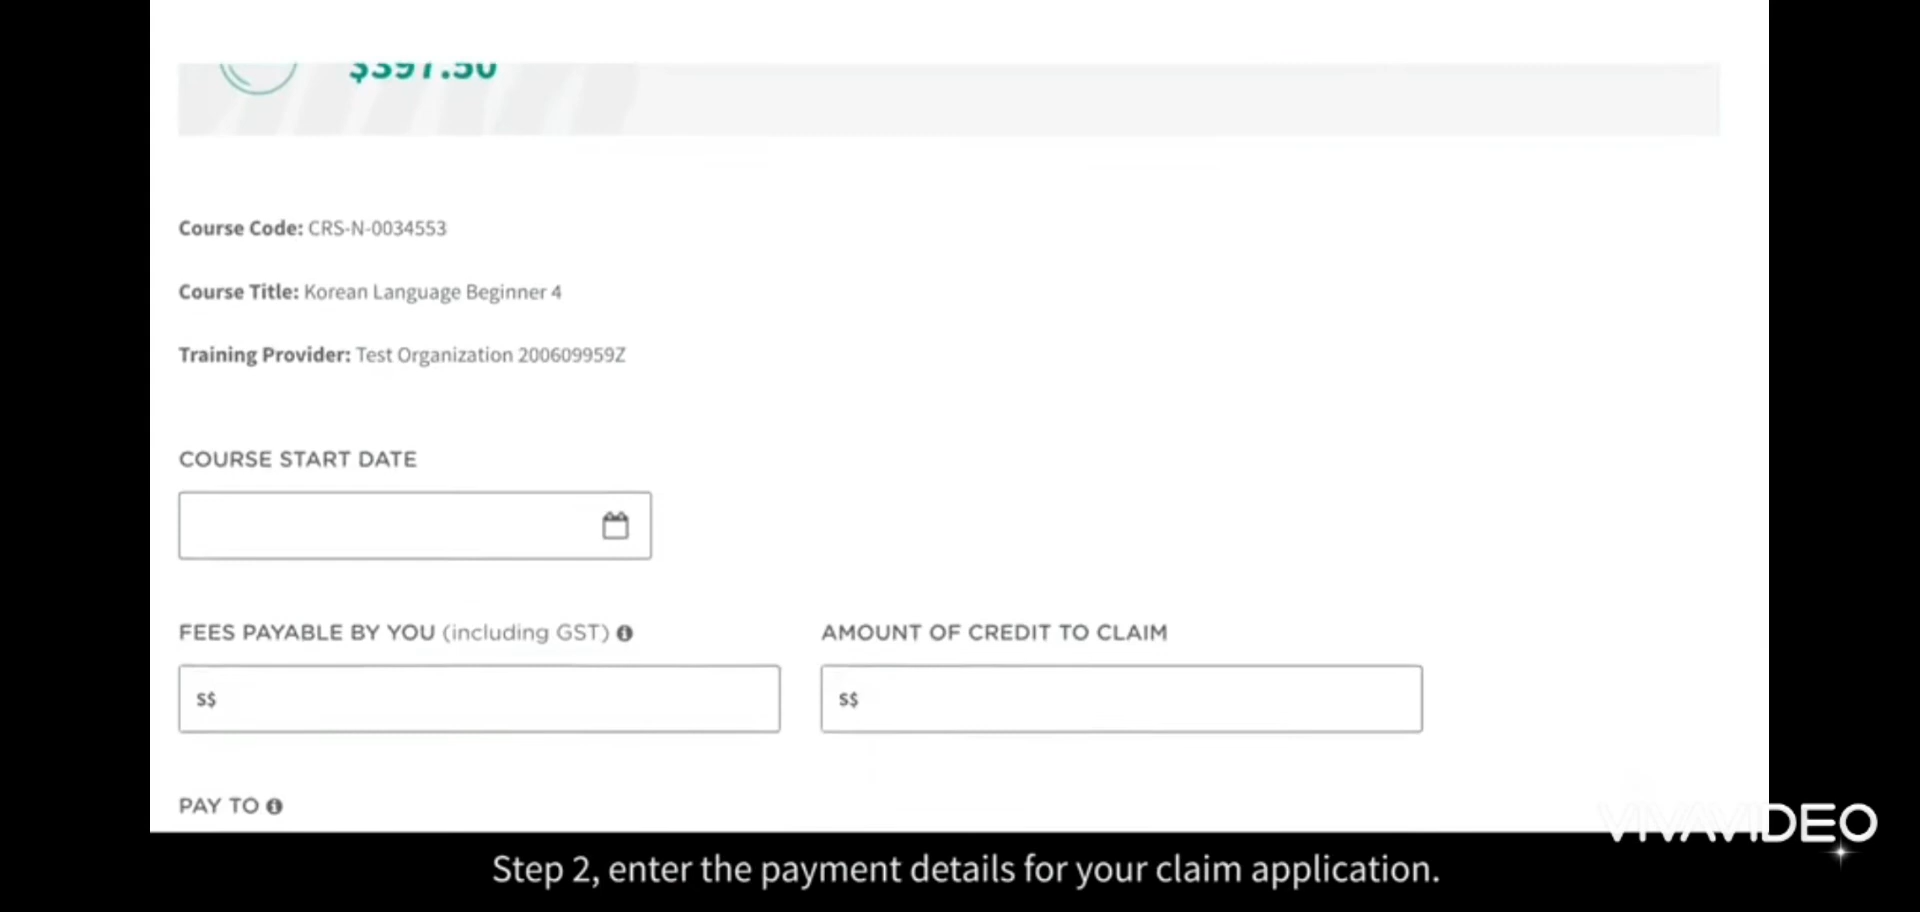 $397.50
Course Code: CRS-N-0034553
Course Title: Korean Language Beginner 4
Training Provider: Test Organization 200609959Z
COURSE START DATE
FEES PAYABLE BY YOU (including GST)
AMOUNT OF CREDIT TO CLAIM
S$
S$
PAY TO
VIVAVIDEO
Step 2, enter the payment details for your claim application.